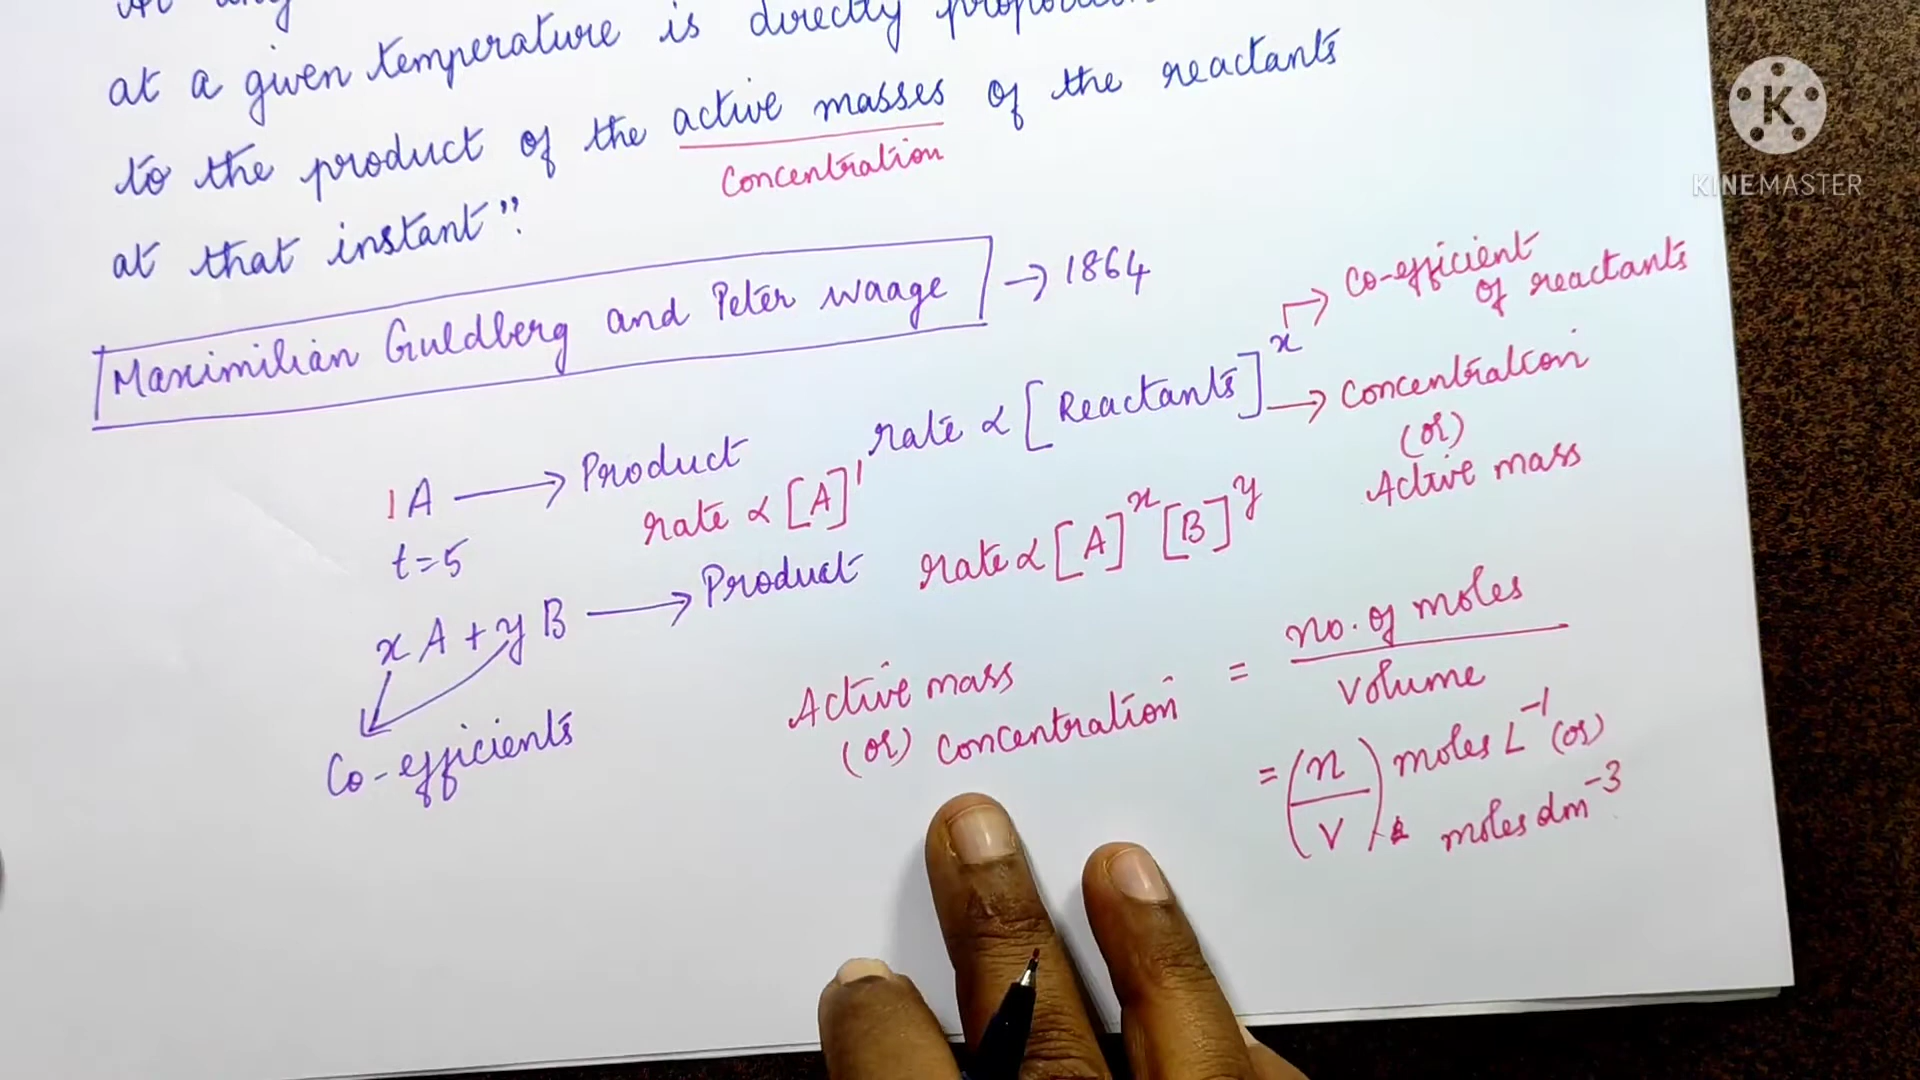 at a given temperature is directly
to the product of the active masses of the reactants
Concentration
at that instant"
Maximilian Guldberg and Peter Waage → 1864
Co-efficient
of reactants
rate ∝ [Reactants]^x → Concentration
(or)
Active mass
1A → Product
rate ∝ [A]^1
t=5
xA + yB → Product
rate ∝ [A]^x [B]^y
Co-efficients
Active mass
(or) Concentration = no. of moles / Volume
= (n/V) moles L^-1 (or)
moles dm^-3
KINEMASTER